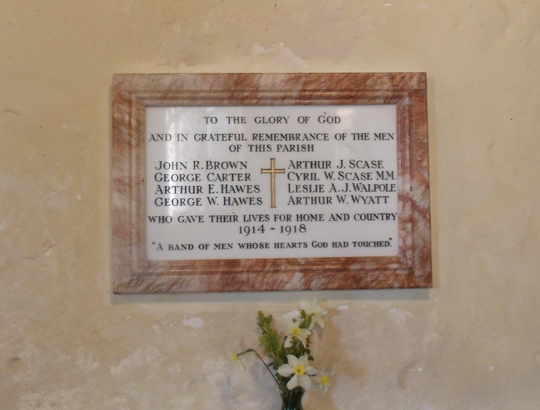 TO THE GLORY OF GOD
AND IN GRATEFUL REMEMBRANCE OF THE MEN
OF THIS PARISH
JOHN R. BROWN
GEORGE CARTER
ARTHUR E. HAWES
GEORGE W. HAWES
ARTHUR J. SCASE
CYRIL W. SCASE M.M.
LESLIE A. J. WALPOLE
ARTHUR W. WYATT
WHO GAVE THEIR LIVES FOR HOME AND COUNTRY
1914 - 1918
"A BAND OF MEN WHOSE HEARTS GOD HAD TOUCHED."